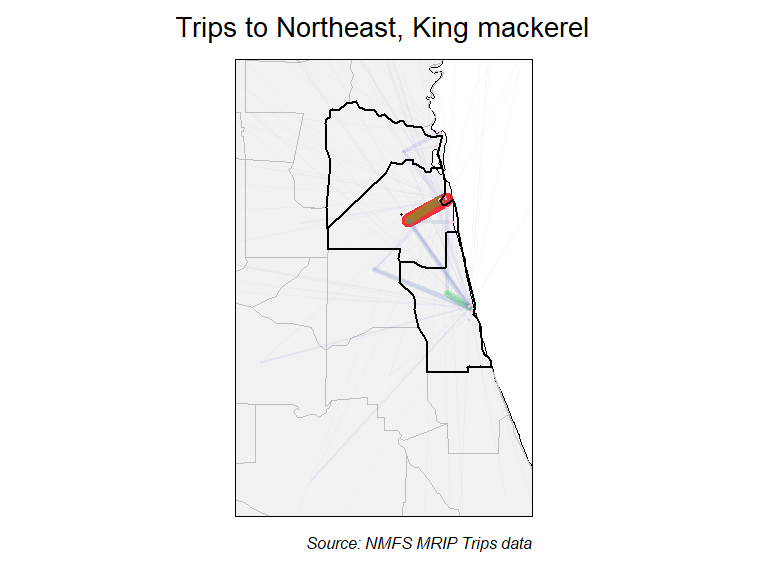 Trips to Northeast, King mackerel
Source: NMFS MRIP Trips data